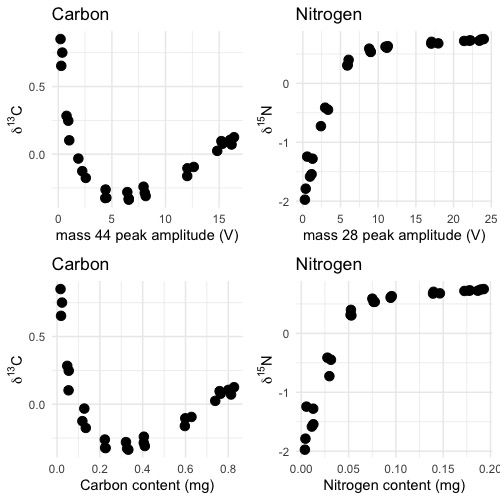 Carbon
Nitrogen
δ¹³C
0.5
0.0
0
5
10
15
mass 44 peak amplitude (V)
δ¹⁵N
0
-1
-2
0
5
10
15
20
25
mass 28 peak amplitude (V)
Carbon
Nitrogen
δ¹³C
0.5
0.0
0.0
0.2
0.4
0.6
0.8
Carbon content (mg)
δ¹⁵N
0
-1
-2
0.00
0.05
0.10
0.15
0.20
Nitrogen content (mg)